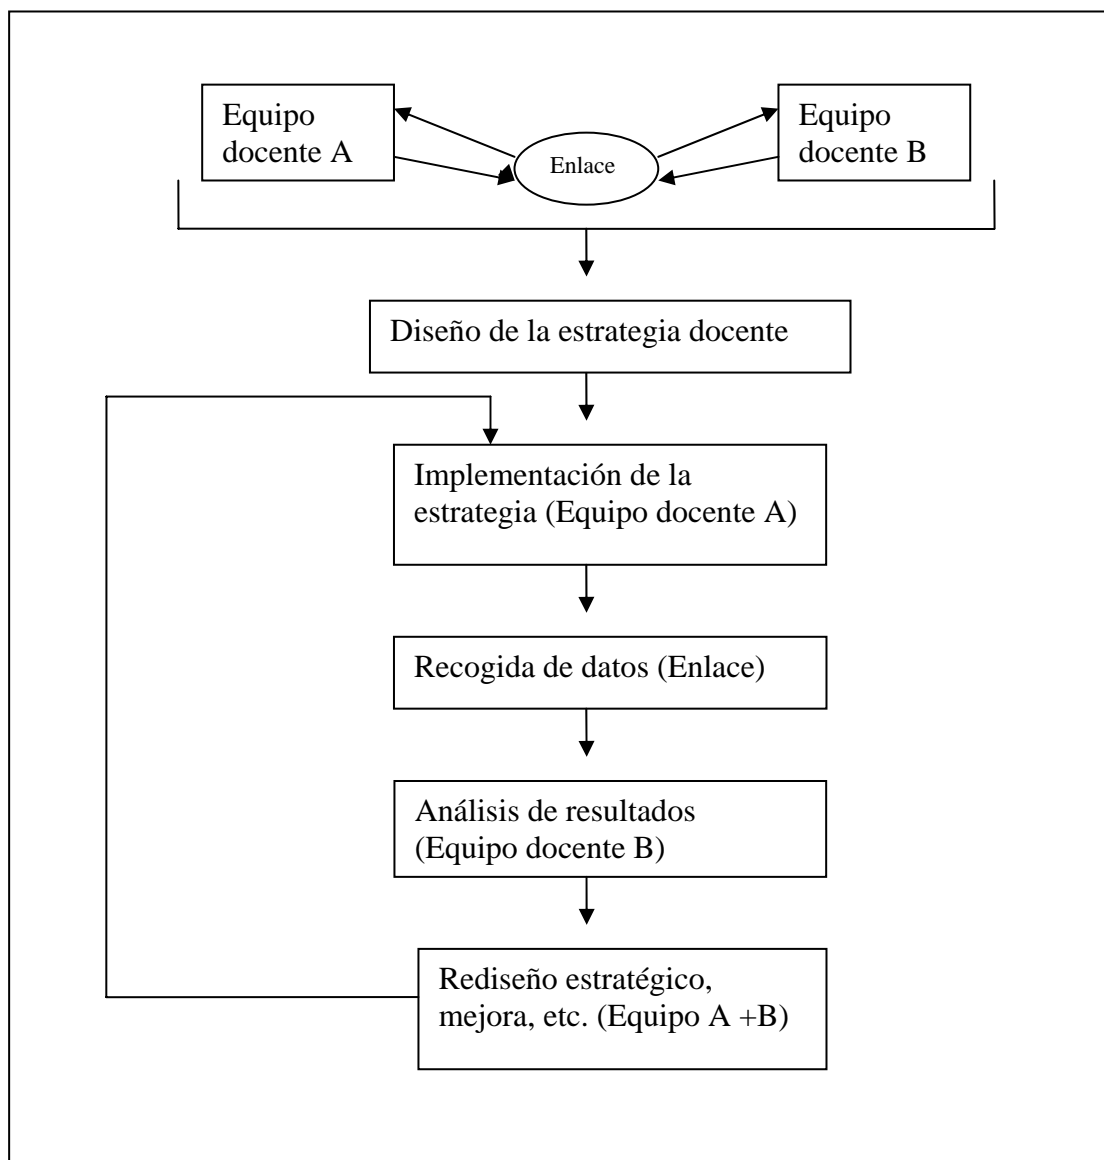 Equipo
docente A
Enlace
Equipo
docente B
Diseño de la estrategia docente
Implementación de la
estrategia (Equipo docente A)
Recogida de datos (Enlace)
Análisis de resultados
(Equipo docente B)
Rediseño estratégico,
mejora, etc. (Equipo A +B)